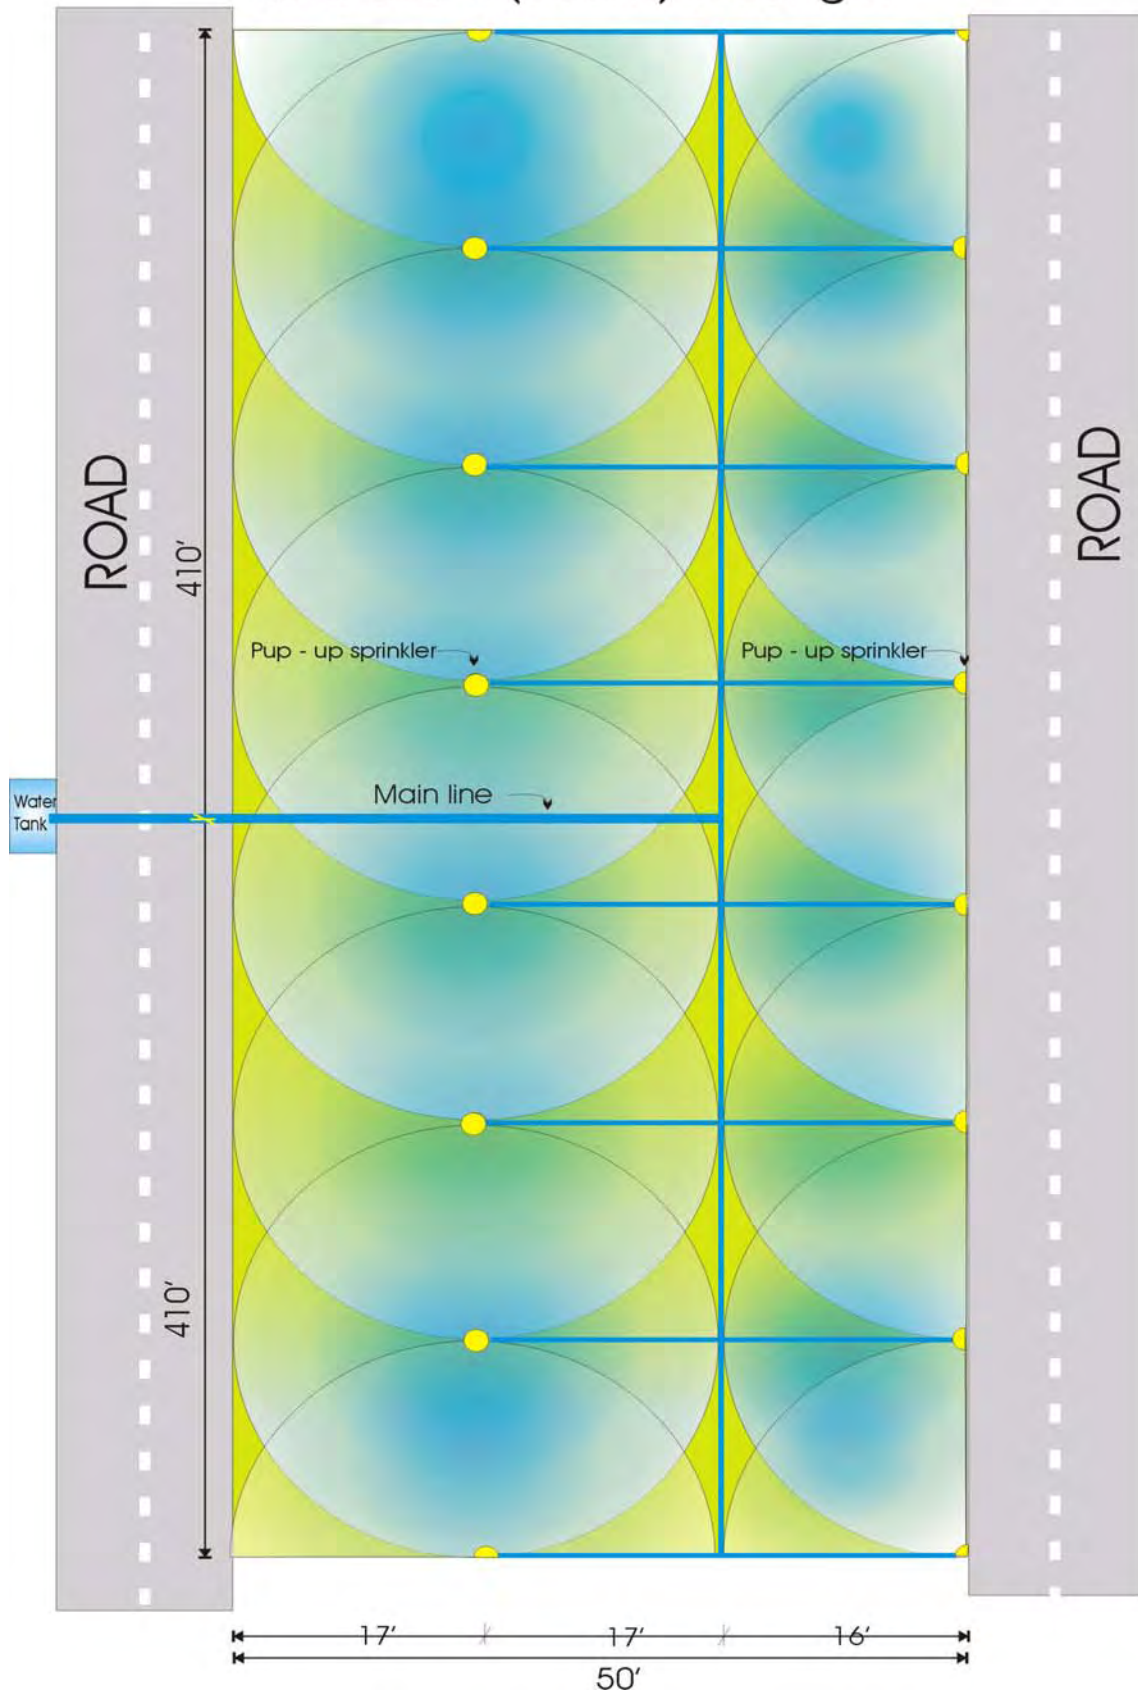 ROAD
410'
ROAD
Pup - up sprinkler
Pup - up sprinkler
Main line
Water
Tank
410'
17'
17'
16'
50'